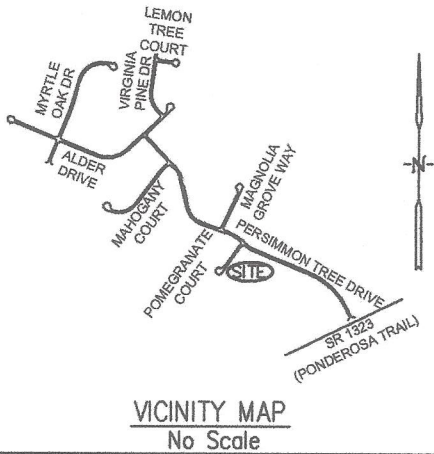 LEMON
TREE
COURT
VIRGINIA
PINE DR
MYRTLE
OAK DR
ALDER
DRIVE
MAHOGANY
COURT
MAGNOLIA
GROVE WAY
POMEGRANATE
COURT
PERSIMMON TREE DRIVE
SITE
SR 1323
(PONDEROSA TRAIL)
N
VICINITY MAP
No Scale